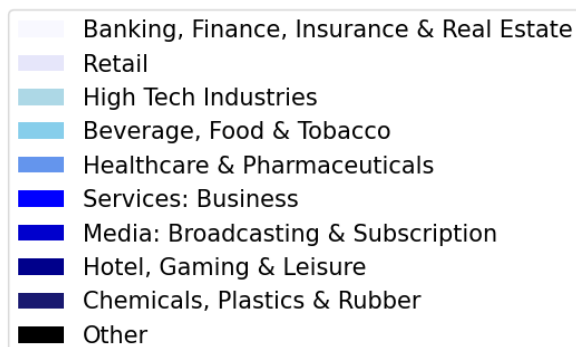 Banking, Finance, Insurance & Real Estate
Retail
High Tech Industries
Beverage, Food & Tobacco
Healthcare & Pharmaceuticals
Services: Business
Media: Broadcasting & Subscription
Hotel, Gaming & Leisure
Chemicals, Plastics & Rubber
Other